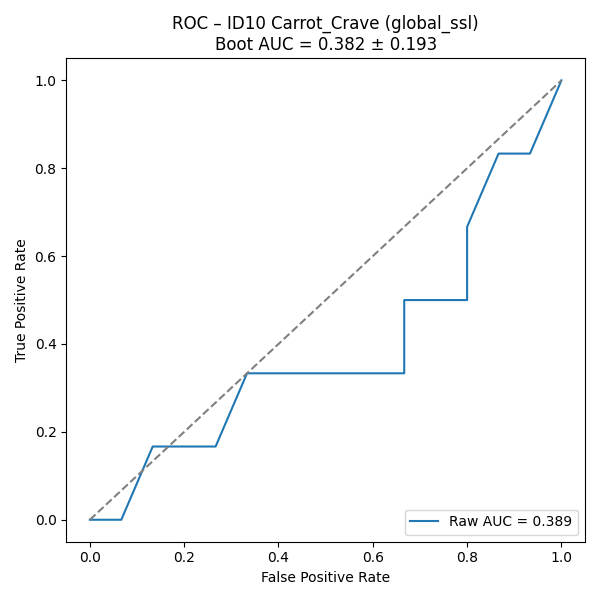 ROC – ID10 Carrot_Crave (global_ssl)
Boot AUC = 0.382 ± 0.193
1.0
0.8
0.6
0.4
0.2
0.0
True Positive Rate
Raw AUC = 0.389
0.0 0.2 0.4 0.6 0.8 1.0
False Positive Rate